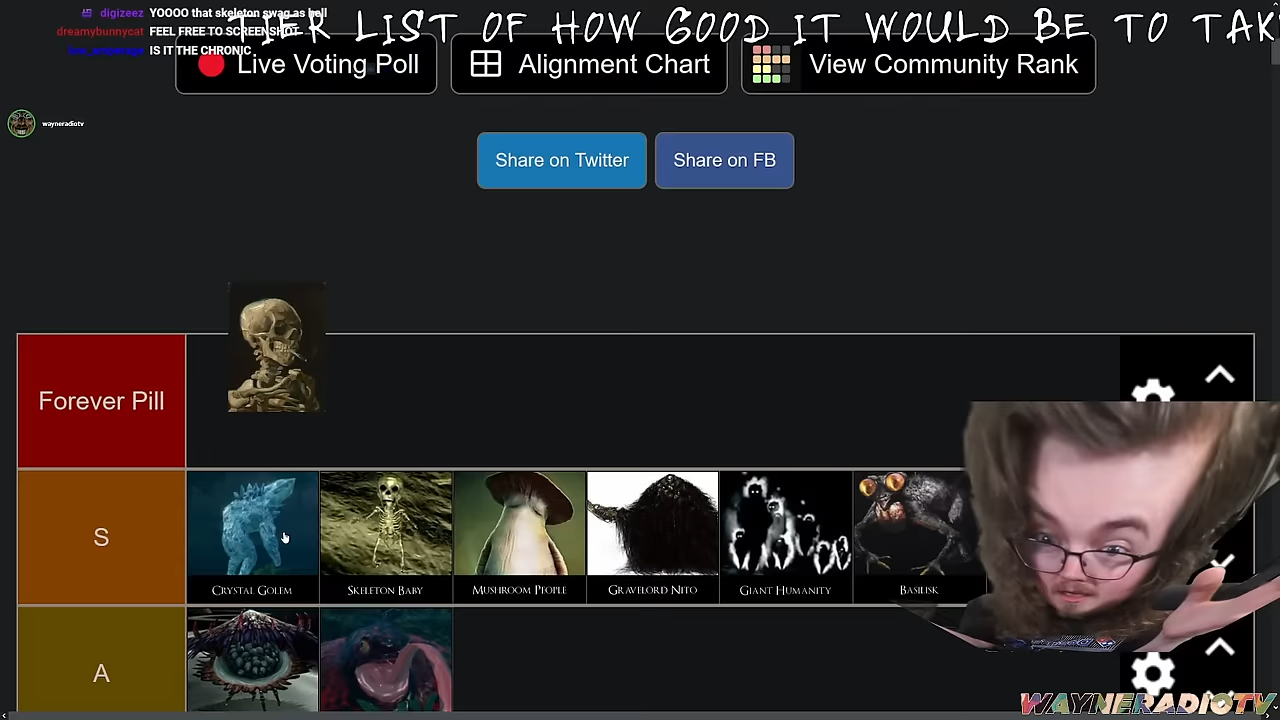 digizeez YOOOO that skeleton swag as hell
TIER LIST OF HOW GOOD IT WOULD BE TO TAK
dreamybunnycat FEEL FREE TO SCREENSHOT
IS IT THE CHRONIC
Live Voting Poll
Alignment Chart
View Community Rank
wayneradiotv
Share on Twitter
Share on FB
Forever Pill
S
Crystal Golem
Skeleton Baby
Mushroom People
Gravelord Nito
Giant Humanity
Basilisk
A
WAYNERADIOTV